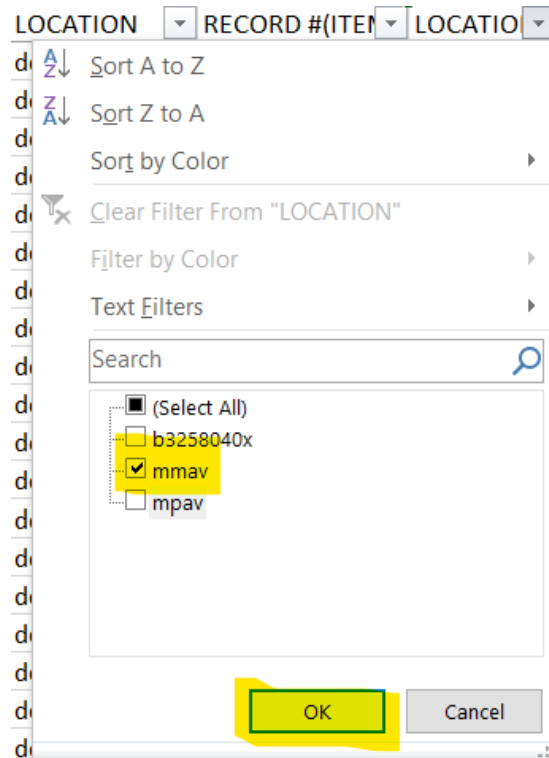 LOCATION RECORD #(ITEM LOCATIO
Sort A to Z
Sort Z to A
Sort by Color
Clear Filter From "LOCATION"
Filter by Color
Text Filters
Search
(Select All)
b3258040x
mmav
mpav
OK Cancel